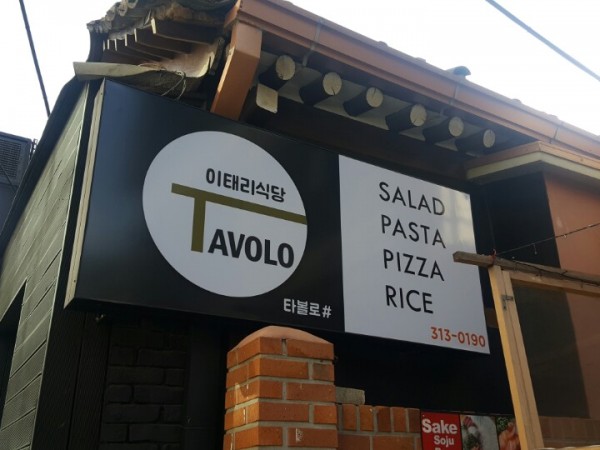 이태리식당
TAVOLO
타볼로#
SALAD
PASTA
PIZZA
RICE
313-0190
Sake
Soju